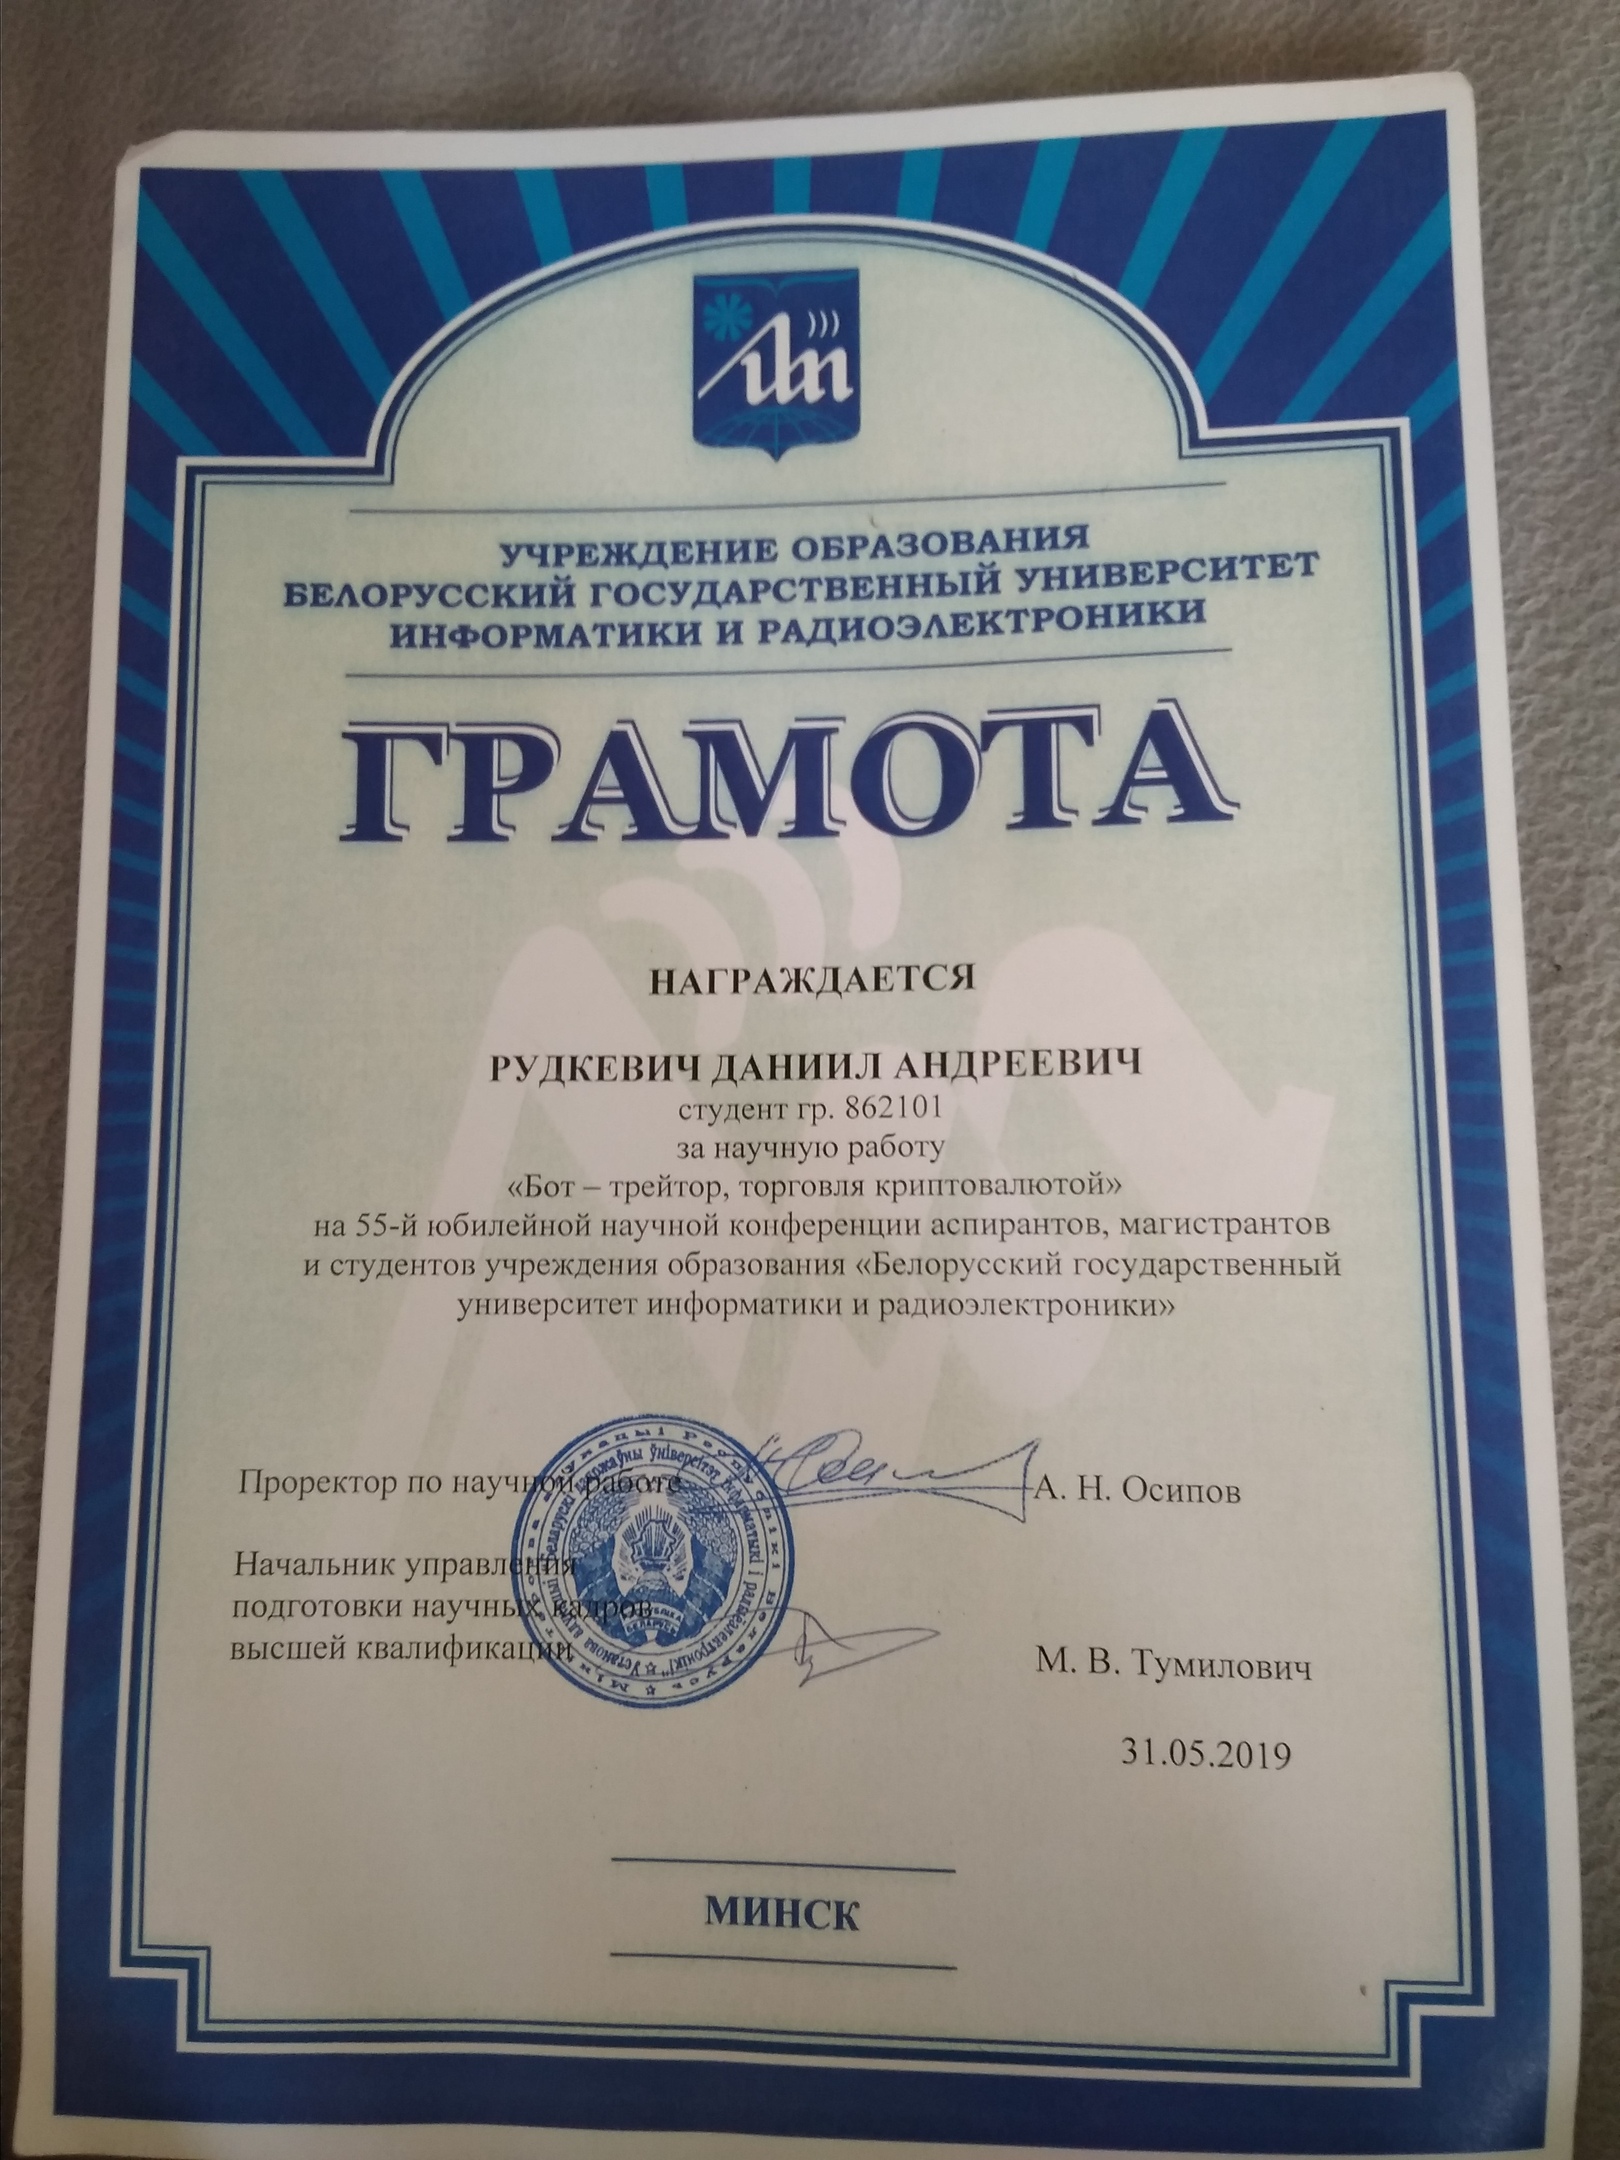 УЧРЕЖДЕНИЕ ОБРАЗОВАНИЯ
БЕЛОРУССКИЙ ГОСУДАРСТВЕННЫЙ УНИВЕРСИТЕТ
ИНФОРМАТИКИ И РАДИОЭЛЕКТРОНИКИ
ГРАМОТА
НАГРАЖДАЕТСЯ
РУДКЕВИЧ ДАНИИЛ АНДРЕЕВИЧ
студент гр. 862101
за научную работу
«Бот – трейтор, торговля криптовалютой»
на 55-й юбилейной научной конференции аспирантов, магистрантов
и студентов учреждения образования «Белорусский государственный
университет информатики и радиоэлектроники»
Проректор по научной работе
А. Н. Осипов
Начальник управления
подготовки научных кадров
высшей квалификации
М. В. Тумилович
31.05.2019
МИНСК